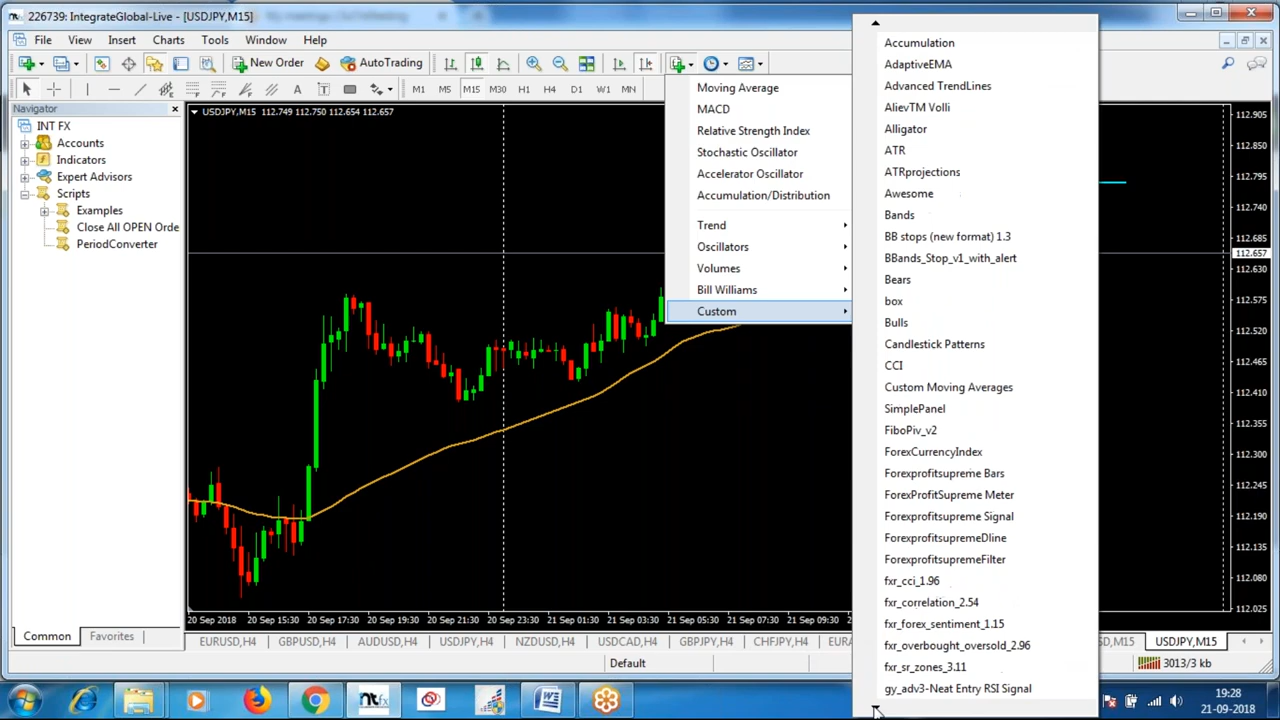 226739: IntegrateGlobal-Live - [USDJPY,M15]
File View Insert Charts Tools Window Help
New Order AutoTrading
A T M1 M5 M15 M30 H1 H4 D1 W1 MN
Navigator
INT FX
Accounts
Indicators
Expert Advisors
Scripts
Examples
Close All OPEN Orde
PeriodConverter
Common Favorites
USDJPY,M15 112.749 112.750 112.654 112.657
Moving Average
MACD
Relative Strength Index
Stochastic Oscillator
Accelerator Oscillator
Accumulation/Distribution
Trend
Oscillators
Volumes
Bill Williams
Custom
Accumulation
AdaptiveEMA
Advanced TrendLines
AlievTM Volli
Alligator
ATR
ATRprojections
Awesome
Bands
BB stops (new format) 1.3
BBands_Stop_v1_with_alert
Bears
box
Bulls
Candlestick Patterns
CCI
Custom Moving Averages
SimplePanel
FiboPiv_v2
ForexCurrencyIndex
Forexprofitsupreme Bars
ForexProfitSupreme Meter
Forexprofitsupreme Signal
ForexprofitsupremeDline
ForexprofitsupremeFilter
fxr_cci_1.96
fxr_correlation_2.54
fxr_forex_sentiment_1.15
fxr_overbought_oversold_2.96
fxr_sr_zones_3.11
gy_adv3-Neat Entry RSI Signal
112.905
112.850
112.795
112.740
112.685
112.657
112.630
112.575
112.520
112.465
112.410
112.355
112.300
112.245
112.190
112.135
112.080
112.025
20 Sep 2018 20 Sep 15:30 20 Sep 17:30 20 Sep 19:30 20 Sep 21:30 20 Sep 23:30 21 Sep 01:30 21 Sep 03:30 21 Sep 05:30 21 Sep 07:30 21 Sep 09:30
EURUSD,H4 GBPUSD,H4 AUDUSD,H4 USDJPY,H4 NZDUSD,H4 USDCAD,H4 GBPJPY,H4 CHFJPY,H4 EURA D,M15 USDJPY,M15
Default 3013/3 kb
19:28
21-09-2018